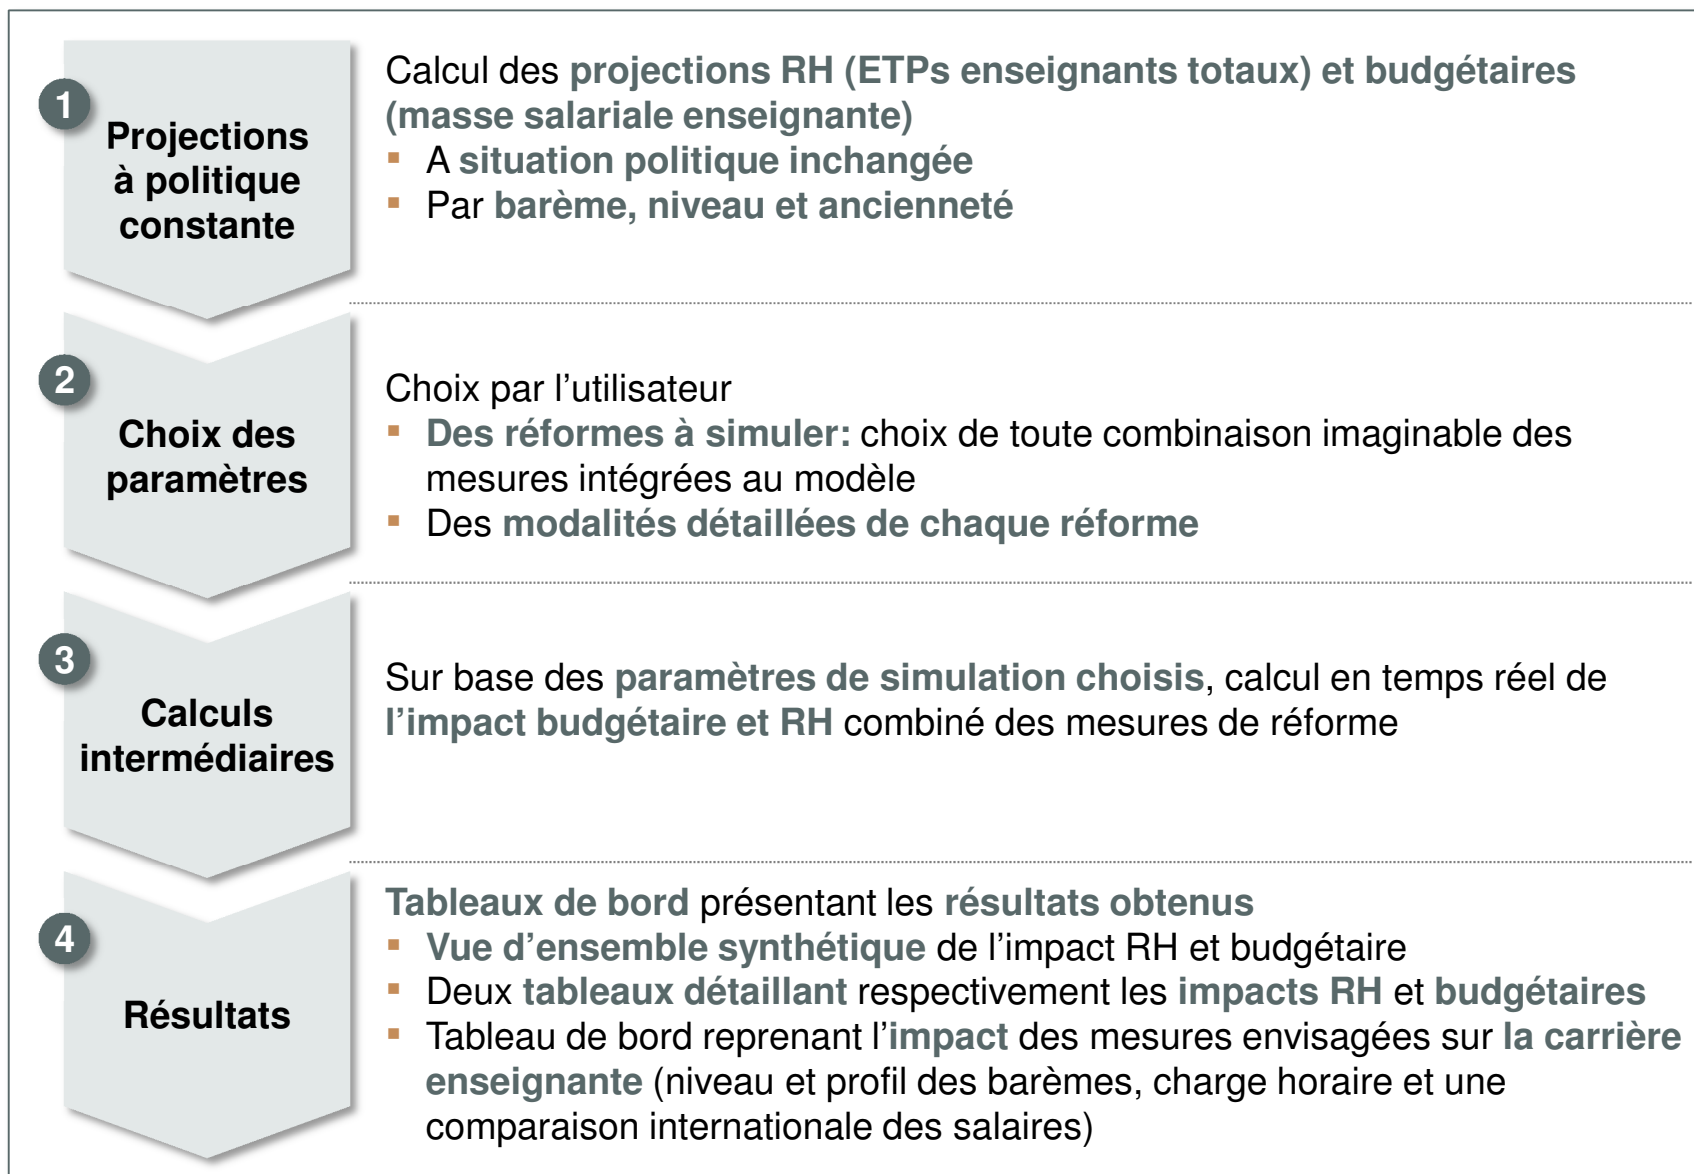 1
Projections
à politique
constante
Calcul des projections RH (ETPs enseignants totaux) et budgétaires
(masse salariale enseignante)
▪ A situation politique inchangée
▪ Par barème, niveau et ancienneté
2
Choix des
paramètres
Choix par l’utilisateur
▪ Des réformes à simuler: choix de toute combinaison imaginable des
mesures intégrées au modèle
▪ Des modalités détaillées de chaque réforme
3
Calculs
intermédiaires
Sur base des paramètres de simulation choisis, calcul en temps réel de
l’impact budgétaire et RH combiné des mesures de réforme
4
Résultats
Tableaux de bord présentant les résultats obtenus
▪ Vue d’ensemble synthétique de l’impact RH et budgétaire
▪ Deux tableaux détaillant respectivement les impacts RH et budgétaires
▪ Tableau de bord reprenant l’impact des mesures envisagées sur la carrière
enseignante (niveau et profil des barèmes, charge horaire et une
comparaison internationale des salaires)